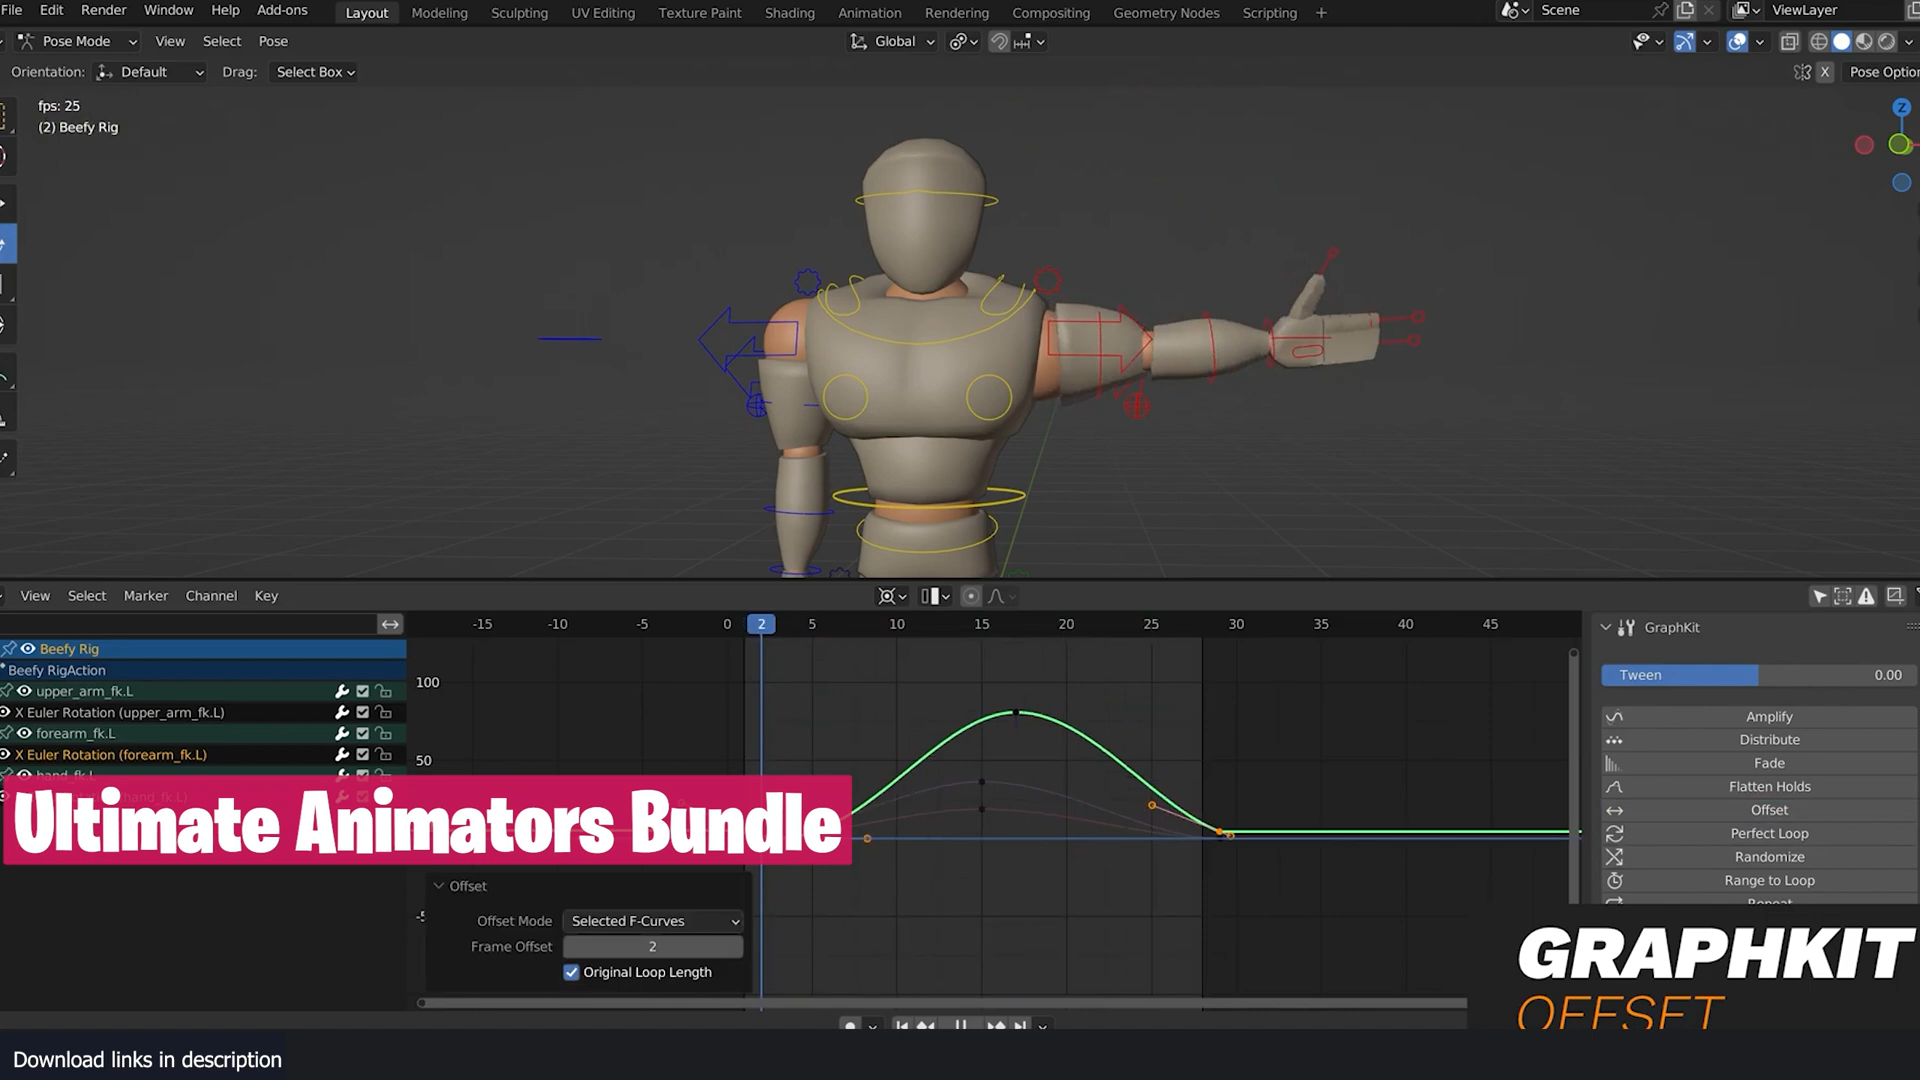 File Edit Render Window Help Add-ons Layout Modeling Sculpting UV Editing Texture Paint Shading Animation Rendering Compositing Geometry Nodes Scripting + Scene ViewLayer
Pose Mode View Select Pose Global
Orientation: Default Drag: Select Box X Pose Optio
fps: 25
(2) Beefy Rig
Z
View Select Marker Channel Key
-15 -10 -5 0 2 5 10 15 20 25 30 35 40 45
GraphKit
Beefy Rig
Beefy RigAction
Tween 0.00
100
upper_arm_fk.L
X Euler Rotation (upper_arm_fk.L)
Amplify
forearm_fk.L
Distribute
X Euler Rotation (forearm_fk.L)
50
Fade
hand_fk.L
Flatten Holds
Offset
Ultimate Animators Bundle
Perfect Loop
Randomize
Range to Loop
Repeat
Offset
Offset Mode Selected F-Curves
-5
Frame Offset 2
Original Loop Length
GRAPHKIT
OFFSET
Download links in description